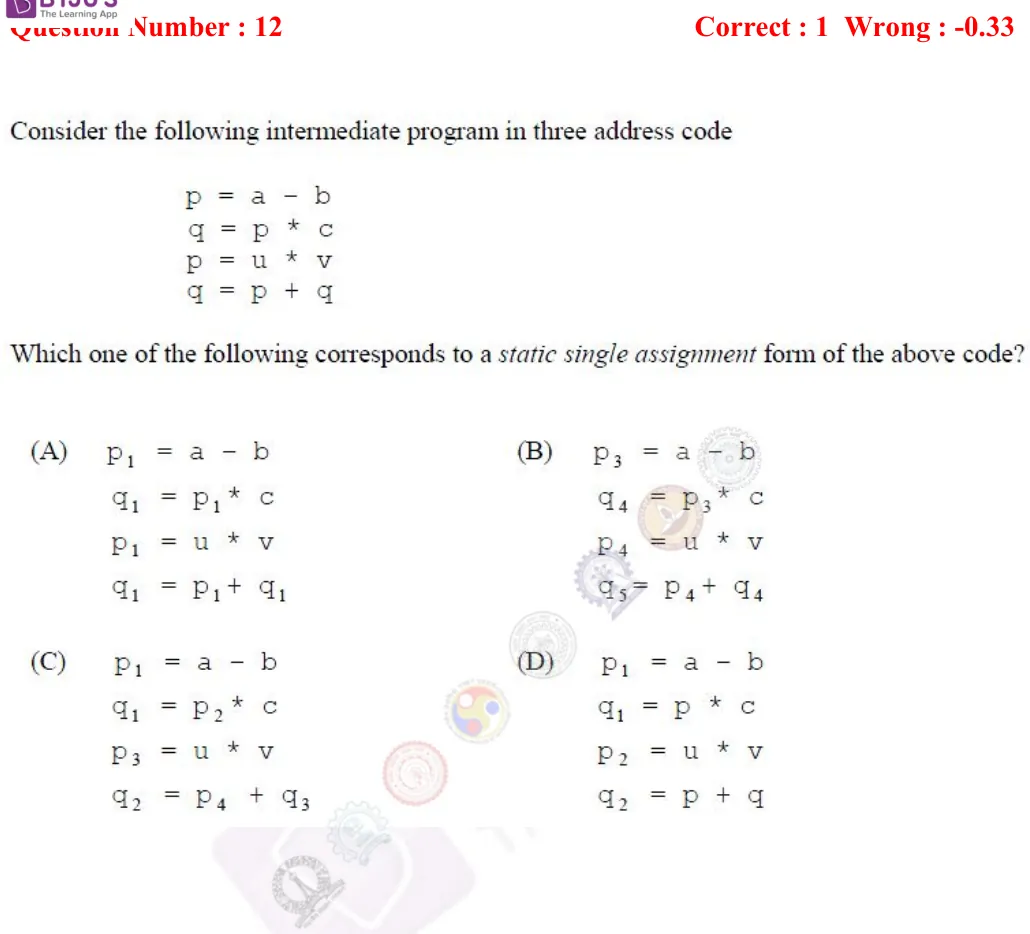 The Learning App
Question Number : 12 Correct : 1 Wrong : -0.33
Consider the following intermediate program in three address code
p = a - b
q = p * c
p = u * v
q = p + q
Which one of the following corresponds to a static single assignment form of the above code?
(A) p₁ = a - b
q₁ = p₁ * c
p₁ = u * v
q₁ = p₁ + q₁
(B) p₃ = a - b
q₄ = p₃ * c
p₄ = u * v
q₅ = p₄ + q₄
(C) p₁ = a - b
q₁ = p₂ * c
p₃ = u * v
q₂ = p₄ + q₃
(D) p₁ = a - b
q₁ = p * c
p₂ = u * v
q₂ = p + q